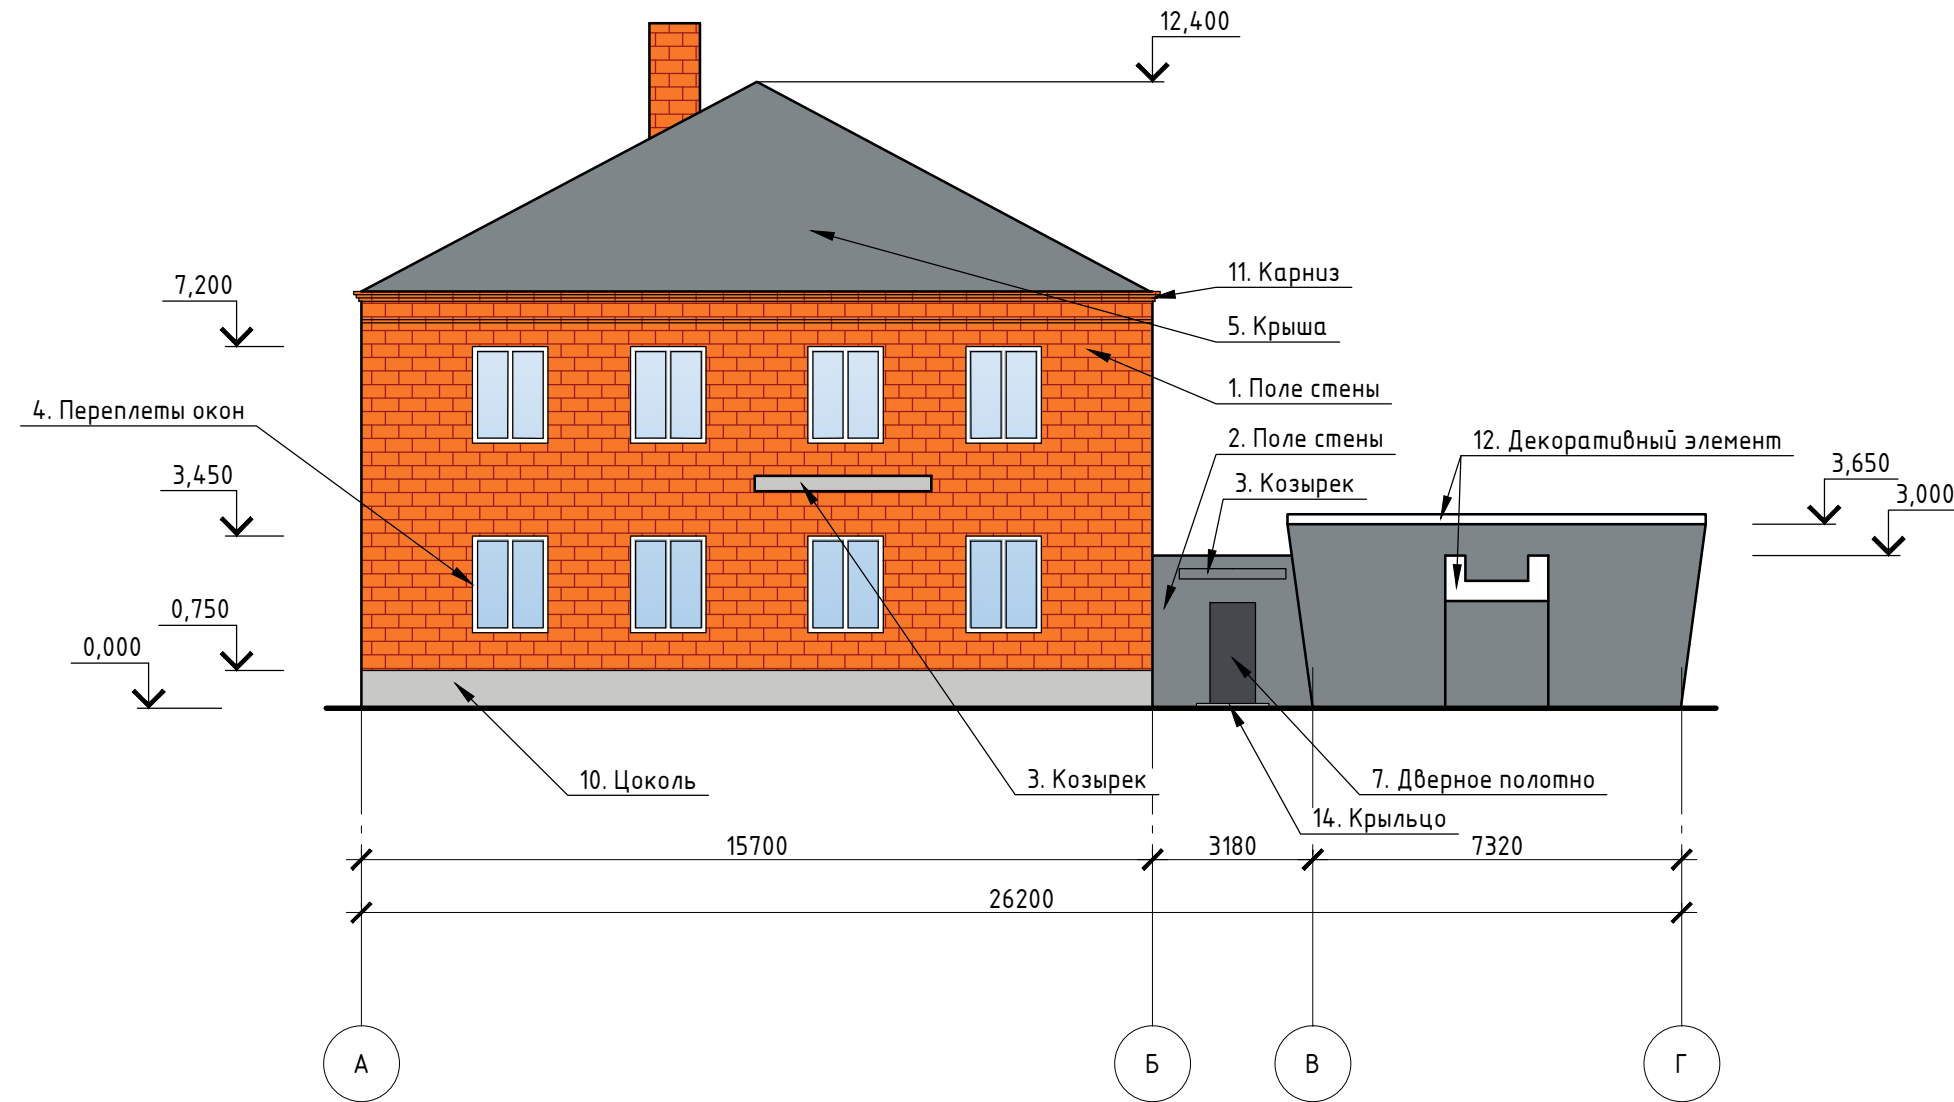 12,400
11. Карниз
7,200
5. Крыша
1. Поле стены
4. Переплеты окон
2. Поле стены
12. Декоративный элемент
3,450
3. Козырек
3,650
3,000
0,750
0,000
10. Цоколь
3. Козырек
7. Дверное полотно
14. Крыльцо
15700
3180
7320
26200
А
Б
В
Г